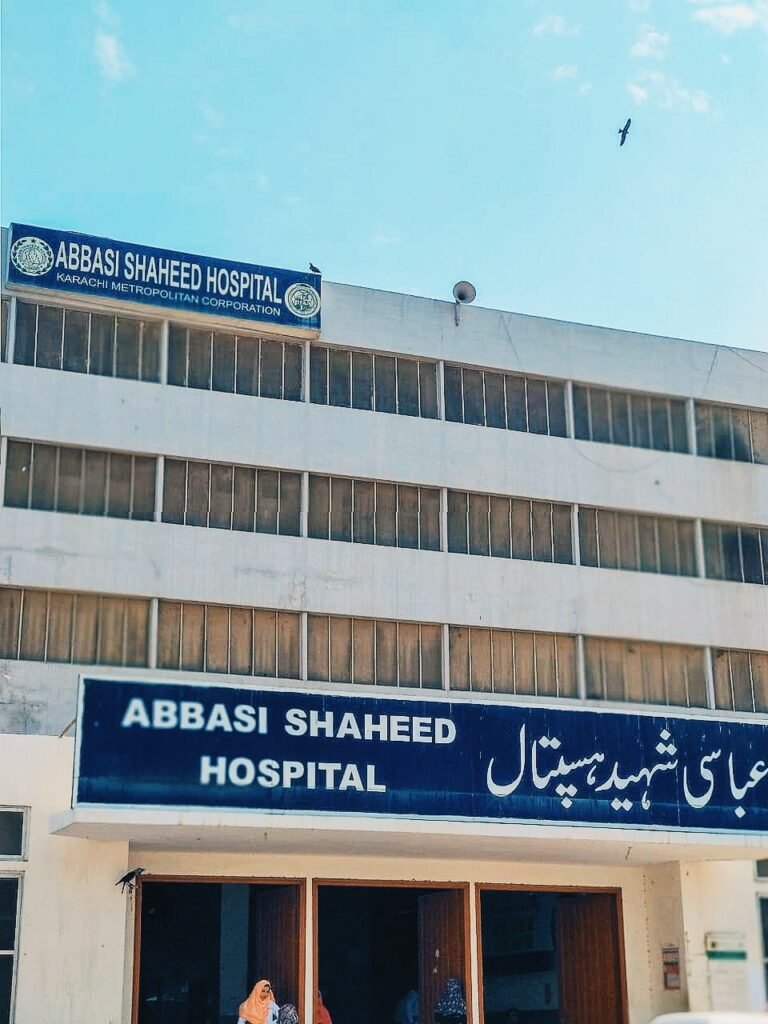 ABBASI SHAHEED HOSPITAL
KARACHI METROPOLITAN CORPORATION
ABBASI SHAHEED
HOSPITAL
عباسی شہید ہسپتال